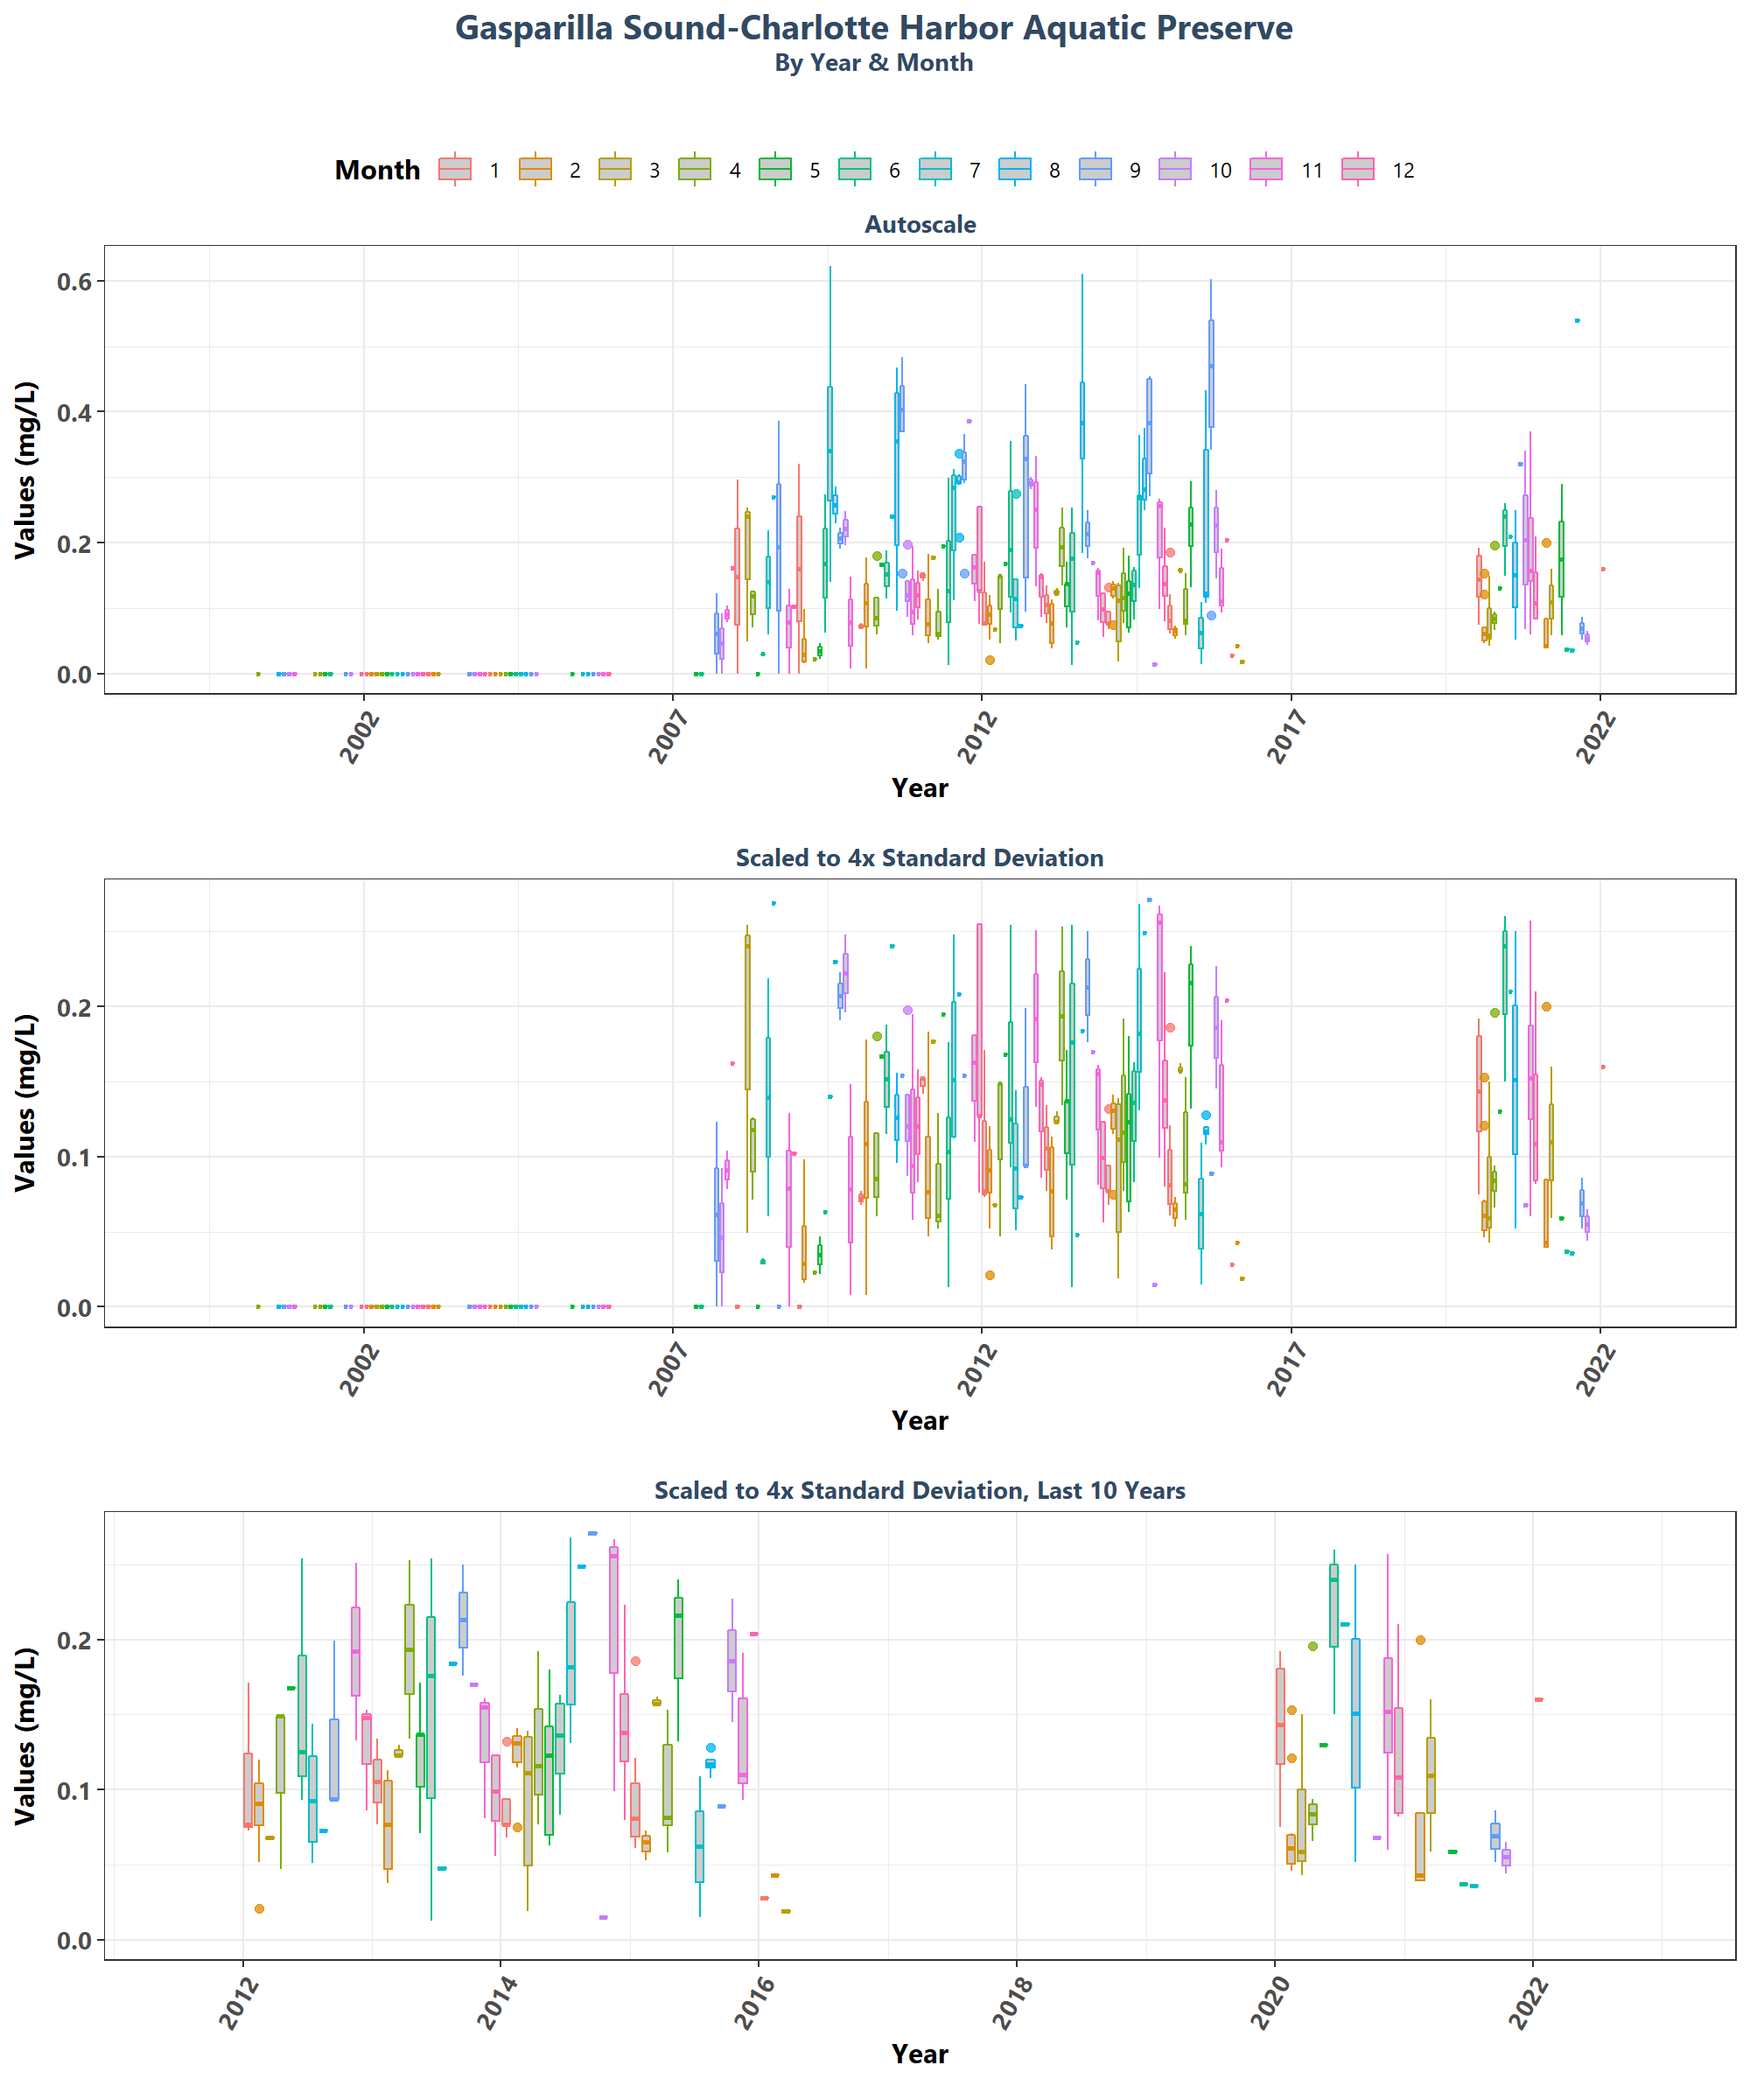 Gasparilla Sound-Charlotte Harbor Aquatic Preserve
By Year & Month
Month 1 2 3 4 5 6 7 8 9 10 11 12
Autoscale
Values (mg/L)
0.6
0.4
0.2
0.0
2002 2007 2012 2017 2022
Year
Scaled to 4x Standard Deviation
Values (mg/L)
0.2
0.1
0.0
2002 2007 2012 2017 2022
Year
Scaled to 4x Standard Deviation, Last 10 Years
Values (mg/L)
0.2
0.1
0.0
2012 2014 2016 2018 2020 2022
Year